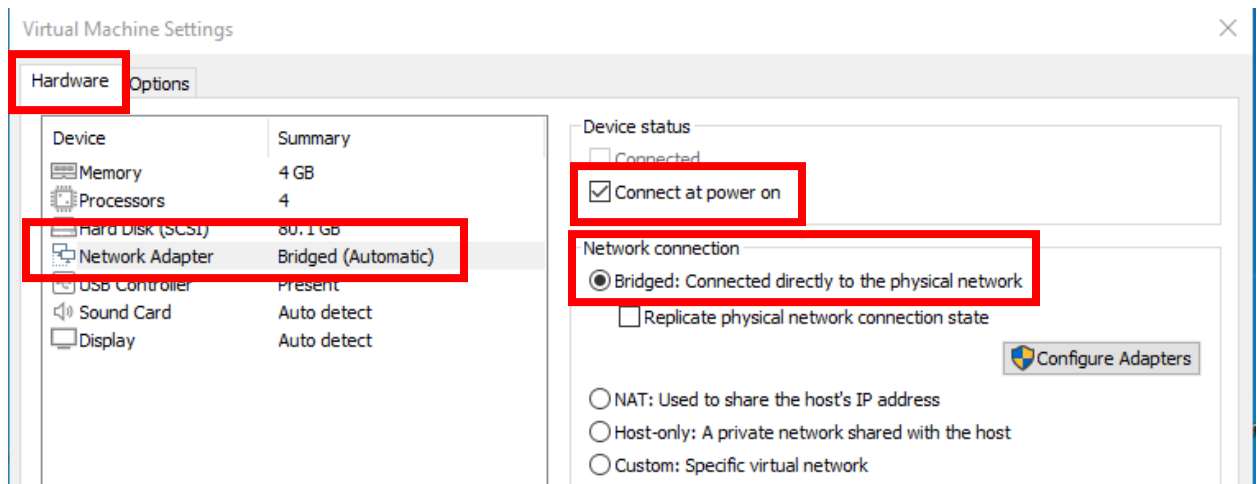 Virtual Machine Settings
Hardware
Options
Device Summary
Memory 4 GB
Processors 4
Hard Disk (SCSI) 80.1 GB
Network Adapter Bridged (Automatic)
USB Controller Present
Sound Card Auto detect
Display Auto detect
Device status
Connected
Connect at power on
Network connection
Bridged: Connected directly to the physical network
Replicate physical network connection state
Configure Adapters
NAT: Used to share the host's IP address
Host-only: A private network shared with the host
Custom: Specific virtual network